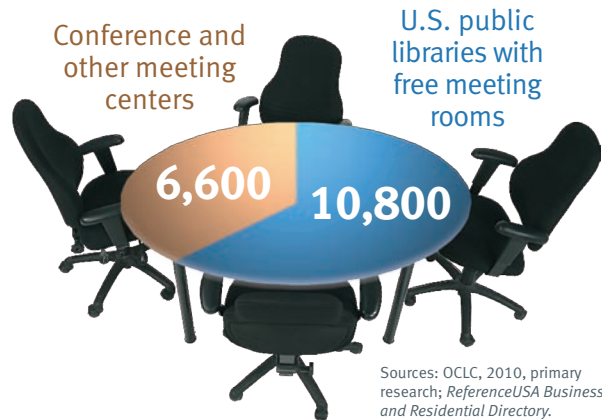 Conference and
other meeting
centers
U.S. public
libraries with
free meeting
rooms
6,600
10,800
Sources: OCLC, 2010, primary
research; ReferenceUSA Business
and Residential Directory.